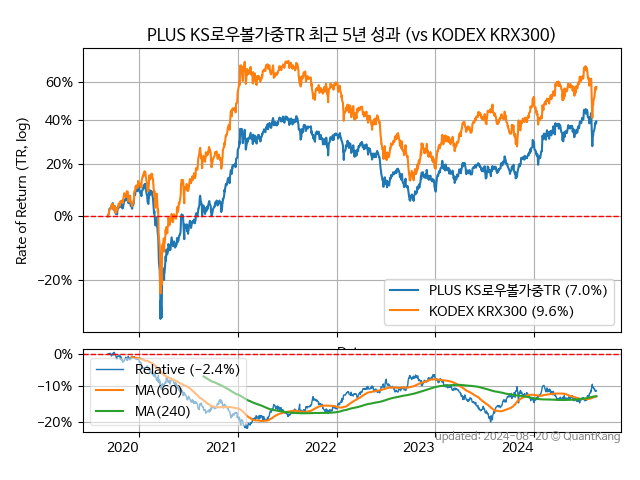 PLUS KS로우볼가중TR 최근 5년 성과 (vs KODEX KRX300)
Rate of Return (TR, log)
60%
40%
20%
0%
−20%
PLUS KS로우볼가중TR (7.0%)
KODEX KRX300 (9.6%)
0%
−10%
−20%
Relative (−2.4%)
MA(60)
MA(240)
2020
2021
2022
2023
2024
updated: 2024-08-20 © QuantKang